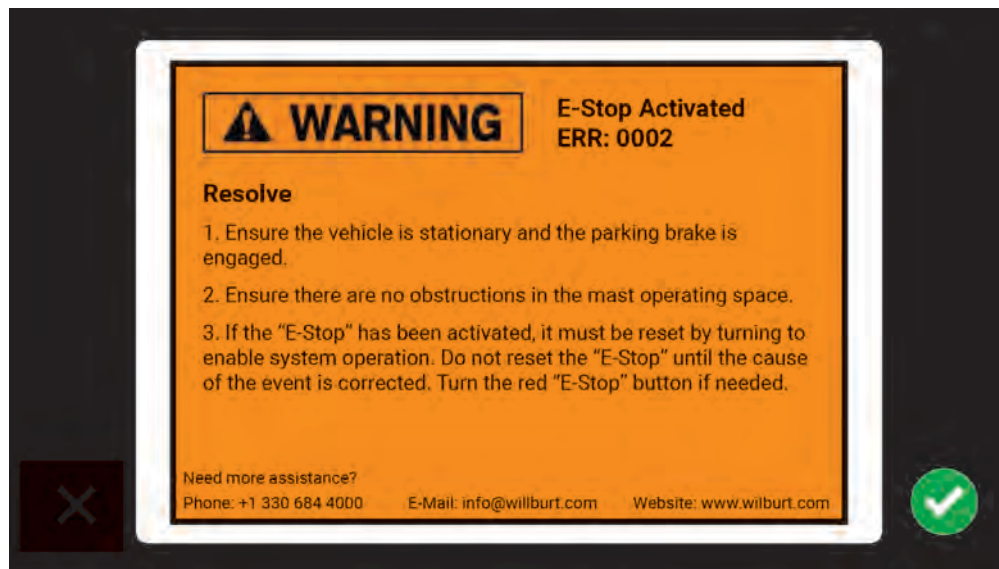 WARNING
E-Stop Activated
ERR: 0002
Resolve
1. Ensure the vehicle is stationary and the parking brake is
engaged.
2. Ensure there are no obstructions in the mast operating space.
3. If the “E-Stop” has been activated, it must be reset by turning to
enable system operation. Do not reset the “E-Stop” until the cause
of the event is corrected. Turn the red “E-Stop” button if needed.
Need more assistance?
Phone: +1 330 684 4000 E-Mail: info@willburt.com Website: www.wilburt.com